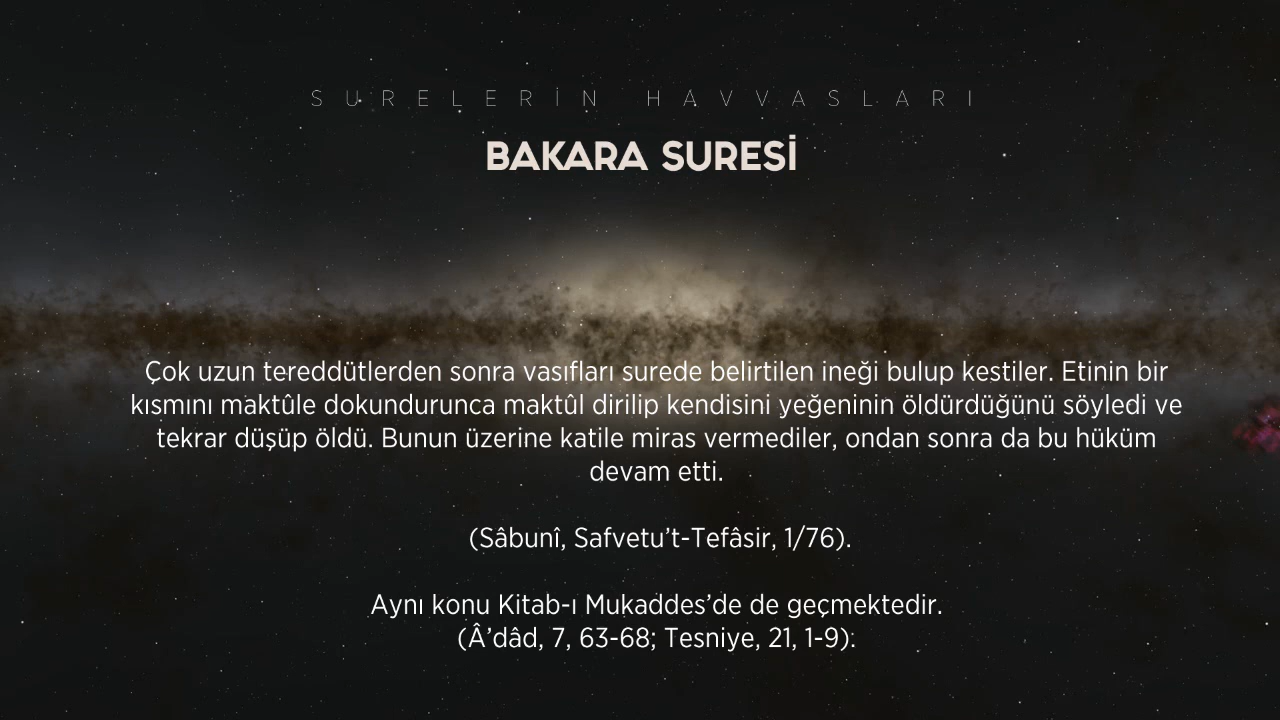 SURELERİN HAVVASLARI
BAKARA SURESİ
Çok uzun tereddütlerden sonra vasıfları surede belirtilen ineği bulup kestiler. Etinin bir
kısmını maktûle dokundurunca maktûl dirilip kendisini yeğeninin öldürdüğünü söyledi ve
tekrar düşüp öldü. Bunun üzerine katile miras vermediler, ondan sonra da bu hüküm
devam etti.
(Sâbunî, Safvetu’t-Tefâsir, 1/76).
Aynı konu Kitab-ı Mukaddes’de de geçmektedir.
(Â’dâd, 7, 63-68; Tesniye, 21, 1-9).